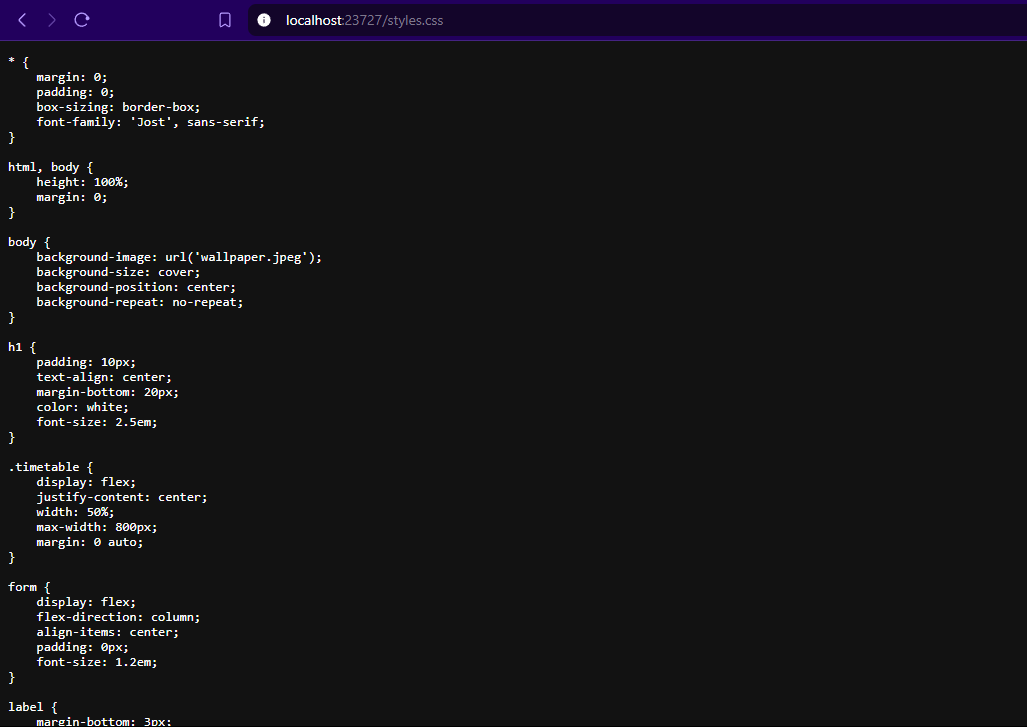 localhost:23727/styles.css
* {
    margin: 0;
    padding: 0;
    box-sizing: border-box;
    font-family: 'Jost', sans-serif;
}

html, body {
    height: 100%;
    margin: 0;
}

body {
    background-image: url('wallpaper.jpeg');
    background-size: cover;
    background-position: center;
    background-repeat: no-repeat;
}

h1 {
    padding: 10px;
    text-align: center;
    margin-bottom: 20px;
    color: white;
    font-size: 2.5em;
}

.timetable {
    display: flex;
    justify-content: center;
    width: 50%;
    max-width: 800px;
    margin: 0 auto;
}

form {
    display: flex;
    flex-direction: column;
    align-items: center;
    padding: 0px;
    font-size: 1.2em;
}

label {
    margin-bottom: 3px;